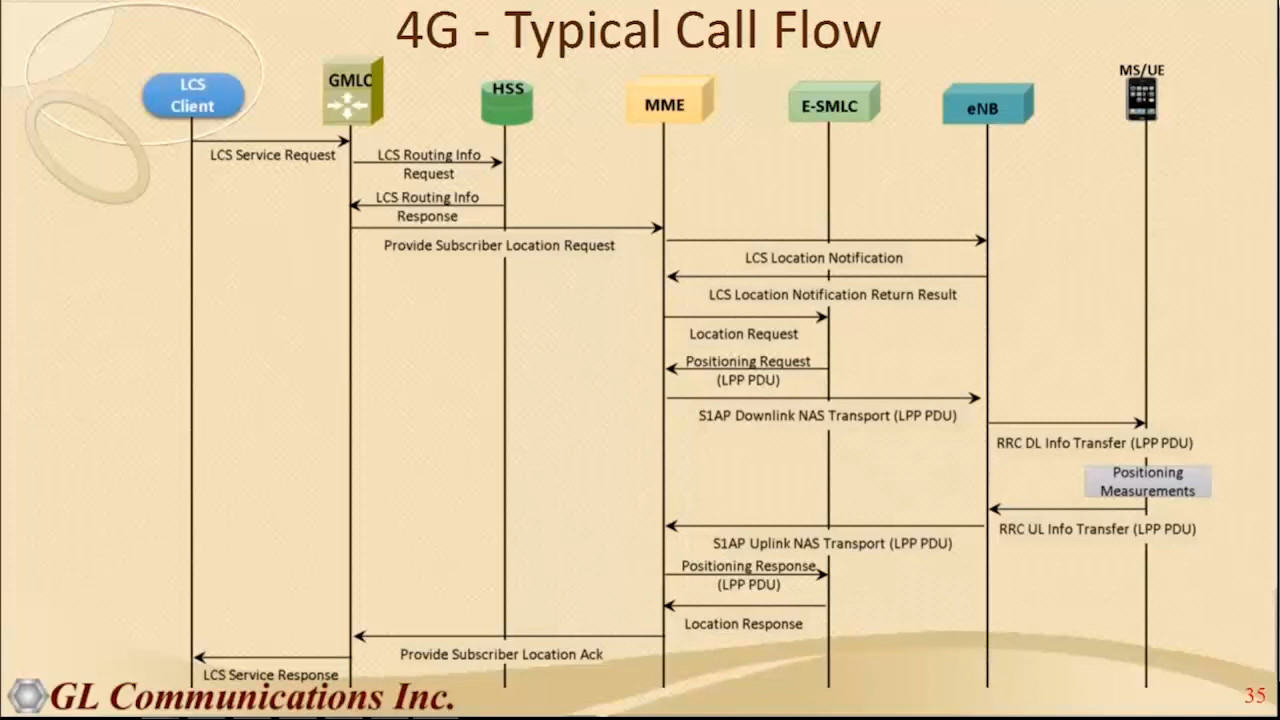 4G - Typical Call Flow
LCS
Client
GMLC
HSS
MME
E-SMLC
eNB
MS/UE
LCS Service Request
LCS Routing Info
Request
LCS Routing Info
Response
Provide Subscriber Location Request
LCS Location Notification
LCS Location Notification Return Result
Location Request
Positioning Request
(LPP PDU)
S1AP Downlink NAS Transport (LPP PDU)
RRC DL Info Transfer (LPP PDU)
Positioning
Measurements
RRC UL Info Transfer (LPP PDU)
S1AP Uplink NAS Transport (LPP PDU)
Positioning Response
(LPP PDU)
Location Response
Provide Subscriber Location Ack
LCS Service Response
GL Communications Inc.
35